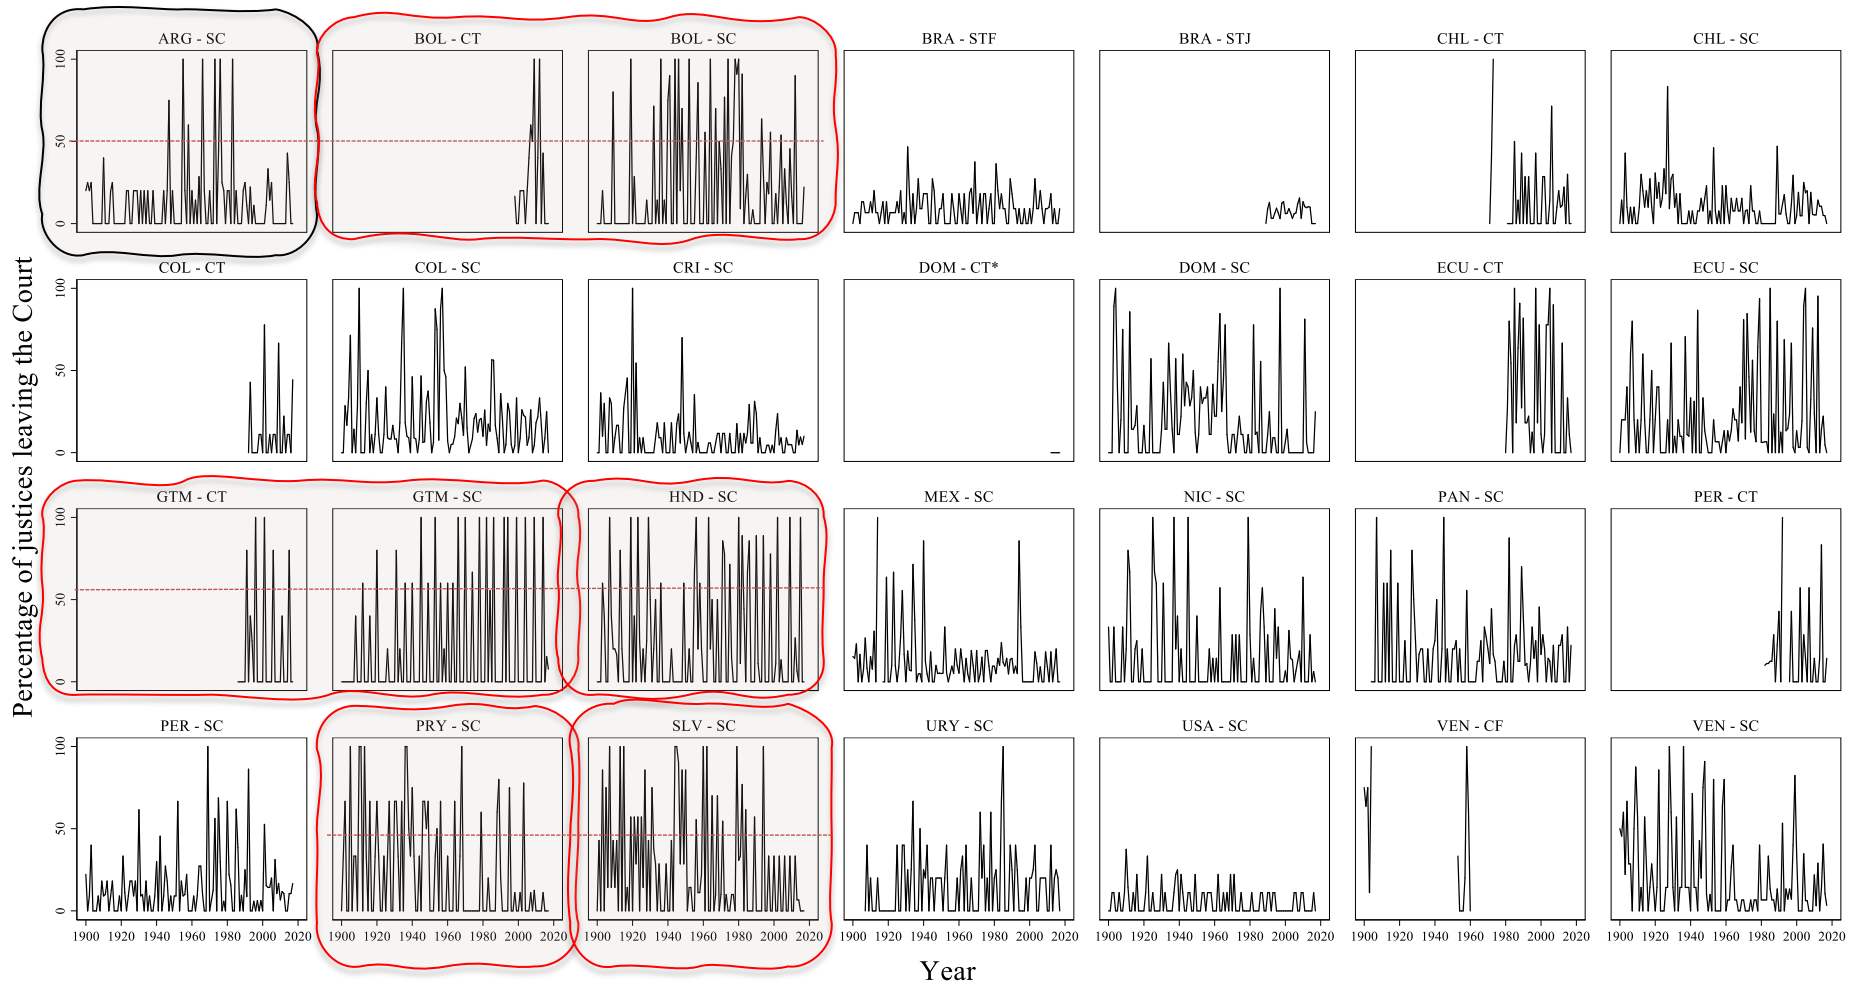 ARG - SC
BOL - CT
BOL - SC
BRA - STF
BRA - STJ
CHL - CT
CHL - SC
100
50
0
COL - CT
COL - SC
CRI - SC
DOM - CT*
DOM - SC
ECU - CT
ECU - SC
100
50
0
GTM - CT
GTM - SC
HND - SC
MEX - SC
NIC - SC
PAN - SC
PER - CT
100
50
0
PER - SC
PRY - SC
SLV - SC
URY - SC
USA - SC
VEN - CF
VEN - SC
100
50
0
1900 1920 1940 1960 1980 2000 2020
1900 1920 1940 1960 1980 2000 2020
1900 1920 1940 1960 1980 2000 2020
1900 1920 1940 1960 1980 2000 2020
1900 1920 1940 1960 1980 2000 2020
1900 1920 1940 1960 1980 2000 2020
1900 1920 1940 1960 1980 2000 2020
Percentage of justices leaving the Court
Year